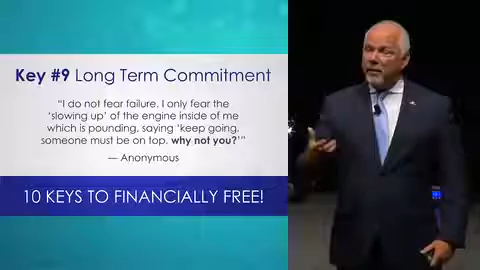 Key #9 Long Term Commitment
“I do not fear failure. I only fear the
‘slowing up’ of the engine inside of me
which is pounding, saying ‘keep going,
someone must be on top. why not you?’”
— Anonymous
10 KEYS TO FINANCIALLY FREE!